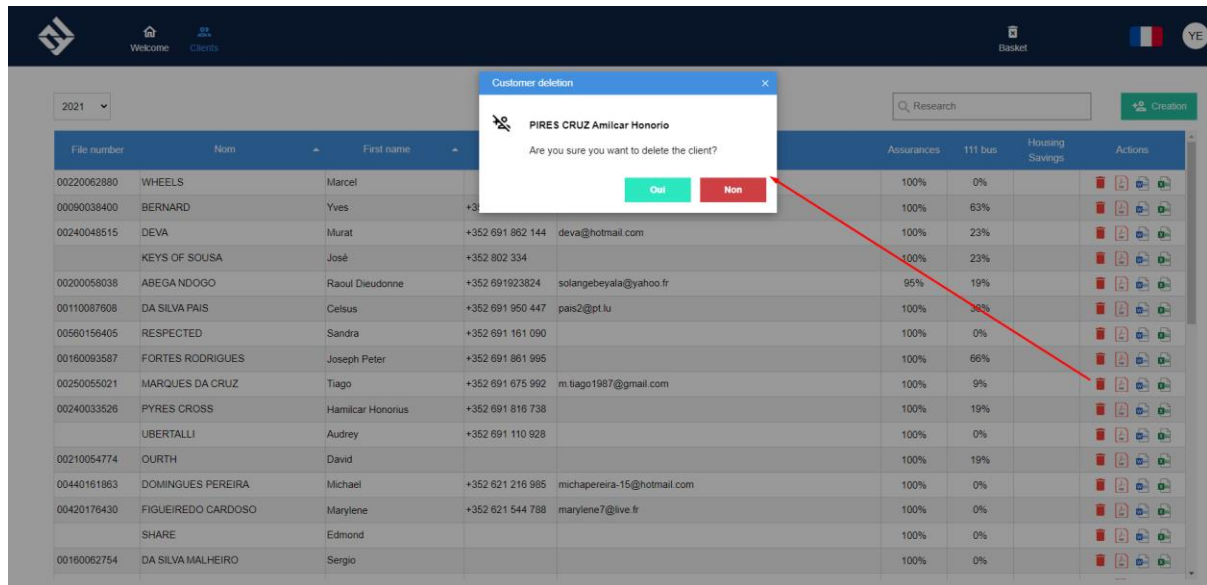 Welcome
Clients
Basket
YE
Customer deletion
PIRES CRUZ Amilcar Honorio
Are you sure you want to delete the client?
Oui Non
2021
Research
Creation
File number Nom First name Assurances 111 bus Housing Savings Actions
00220062880 WHEELS Marcel 100% 0%
00090038400 BERNARD Yves 100% 63%
00240048515 DEVA Murat +352 691 862 144 deva@hotmail.com 100% 23%
KEYS OF SOUSA José +352 802 334 100% 23%
00200058038 ABEGA NDOGO Raoul Dieudonne +352 691923824 solangebeyala@yahoo.fr 95% 19%
00110087608 DA SILVA PAIS Celsus +352 691 950 447 pais2@pt.lu 100%
00560156405 RESPECTED Sandra +352 691 161 090 100% 0%
00160093587 FORTES RODRIGUES Joseph Peter +352 691 861 995 100% 66%
00250055021 MARQUES DA CRUZ Tiago +352 691 675 992 m.tiago1987@gmail.com 100% 9%
00240033526 PYRES CROSS Hamilcar Honorius +352 691 816 738 100% 19%
UBERTALLI Audrey +352 691 110 928 100% 0%
00210054774 OURTH David 100% 19%
00440161863 DOMINGUES PEREIRA Michael +352 621 216 985 michapereira-15@hotmail.com 100% 0%
00420176430 FIGUEIREDO CARDOSO Marylene +352 621 544 788 marylene7@live.fr 100% 0%
SHARE Edmond 100% 0%
00160062754 DA SILVA MALHEIRO Sergio 100% 0%